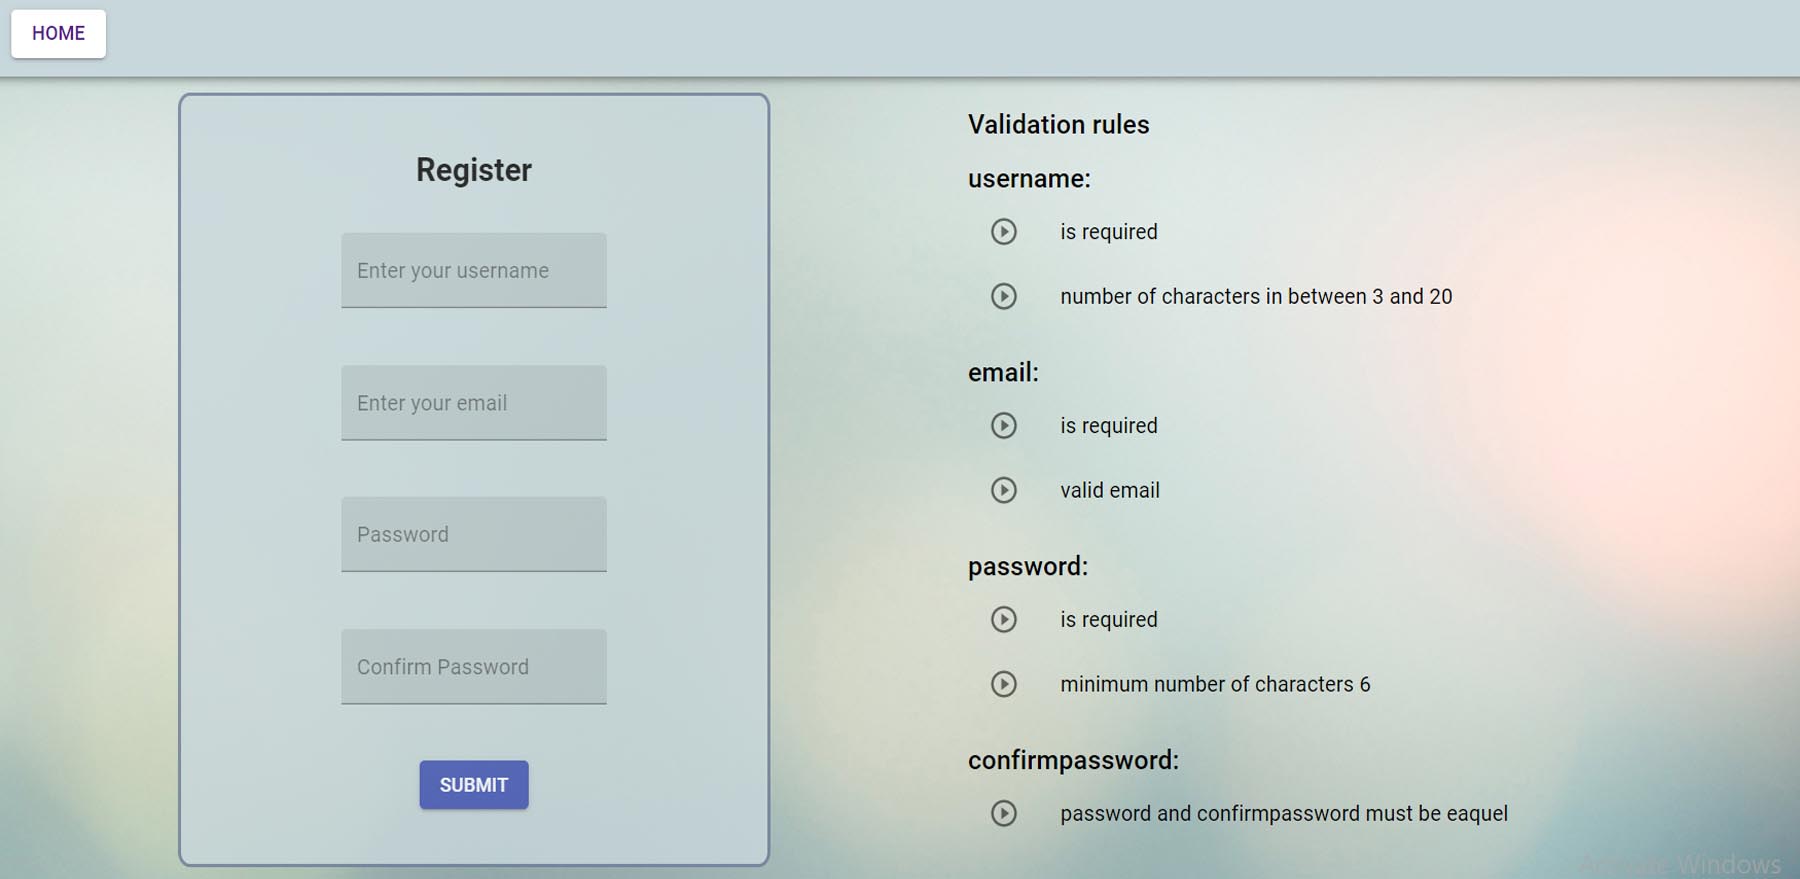 HOME
Register
Enter your username
Enter your email
Password
Confirm Password
SUBMIT
Validation rules
username:
is required
number of characters in between 3 and 20
email:
is required
valid email
password:
is required
minimum number of characters 6
confirmpassword:
password and confirmpassword must be eaquel
Activate Windows